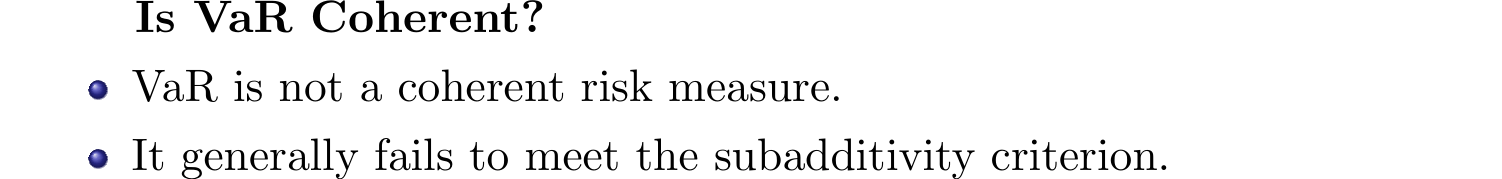 Is VaR Coherent?
VaR is not a coherent risk measure.
It generally fails to meet the subadditivity criterion.